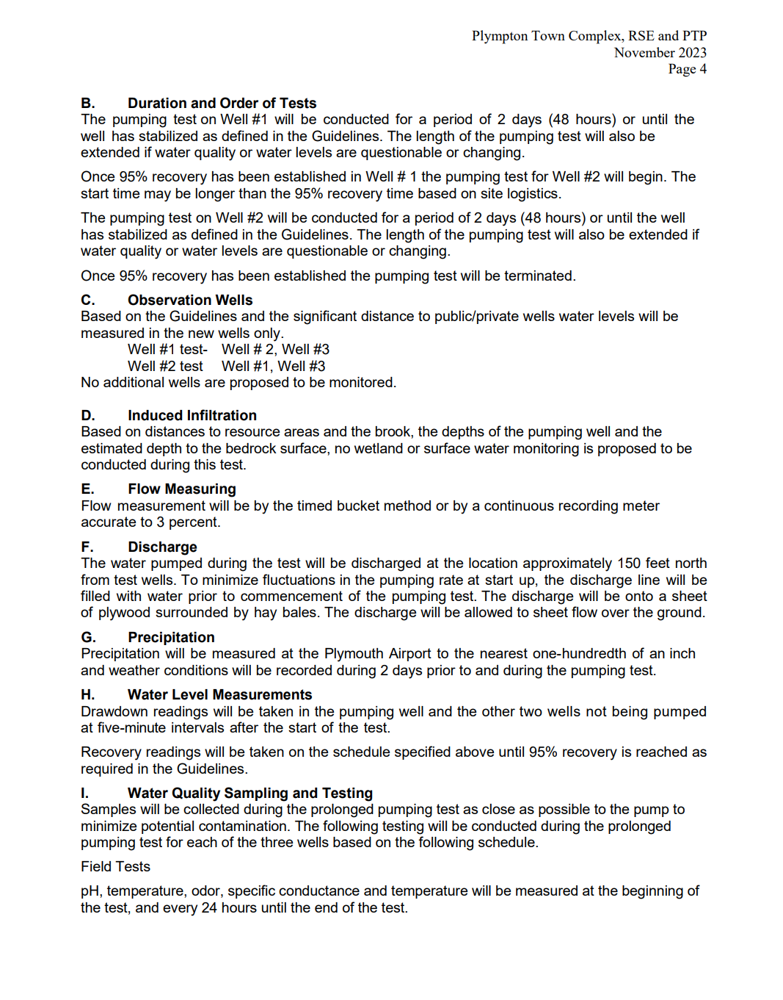 Plympton Town Complex, RSE and PTP
November 2023
Page 4
B. Duration and Order of Tests
The pumping test on Well #1 will be conducted for a period of 2 days (48 hours) or until the
well has stabilized as defined in the Guidelines. The length of the pumping test will also be
extended if water quality or water levels are questionable or changing.
Once 95% recovery has been established in Well # 1 the pumping test for Well #2 will begin. The
start time may be longer than the 95% recovery time based on site logistics.
The pumping test on Well #2 will be conducted for a period of 2 days (48 hours) or until the well
has stabilized as defined in the Guidelines. The length of the pumping test will also be extended if
water quality or water levels are questionable or changing.
Once 95% recovery has been established the pumping test will be terminated.
C. Observation Wells
Based on the Guidelines and the significant distance to public/private wells water levels will be
measured in the new wells only.
Well #1 test- Well # 2, Well #3
Well #2 test Well #1, Well #3
No additional wells are proposed to be monitored.
D. Induced Infiltration
Based on distances to resource areas and the brook, the depths of the pumping well and the
estimated depth to the bedrock surface, no wetland or surface water monitoring is proposed to be
conducted during this test.
E. Flow Measuring
Flow measurement will be by the timed bucket method or by a continuous recording meter
accurate to 3 percent.
F. Discharge
The water pumped during the test will be discharged at the location approximately 150 feet north
from test wells. To minimize fluctuations in the pumping rate at start up, the discharge line will be
filled with water prior to commencement of the pumping test. The discharge will be onto a sheet
of plywood surrounded by hay bales. The discharge will be allowed to sheet flow over the ground.
G. Precipitation
Precipitation will be measured at the Plymouth Airport to the nearest one-hundredth of an inch
and weather conditions will be recorded during 2 days prior to and during the pumping test.
H. Water Level Measurements
Drawdown readings will be taken in the pumping well and the other two wells not being pumped
at five-minute intervals after the start of the test.
Recovery readings will be taken on the schedule specified above until 95% recovery is reached as
required in the Guidelines.
I. Water Quality Sampling and Testing
Samples will be collected during the prolonged pumping test as close as possible to the pump to
minimize potential contamination. The following testing will be conducted during the prolonged
pumping test for each of the three wells based on the following schedule.
Field Tests
pH, temperature, odor, specific conductance and temperature will be measured at the beginning of
the test, and every 24 hours until the end of the test.